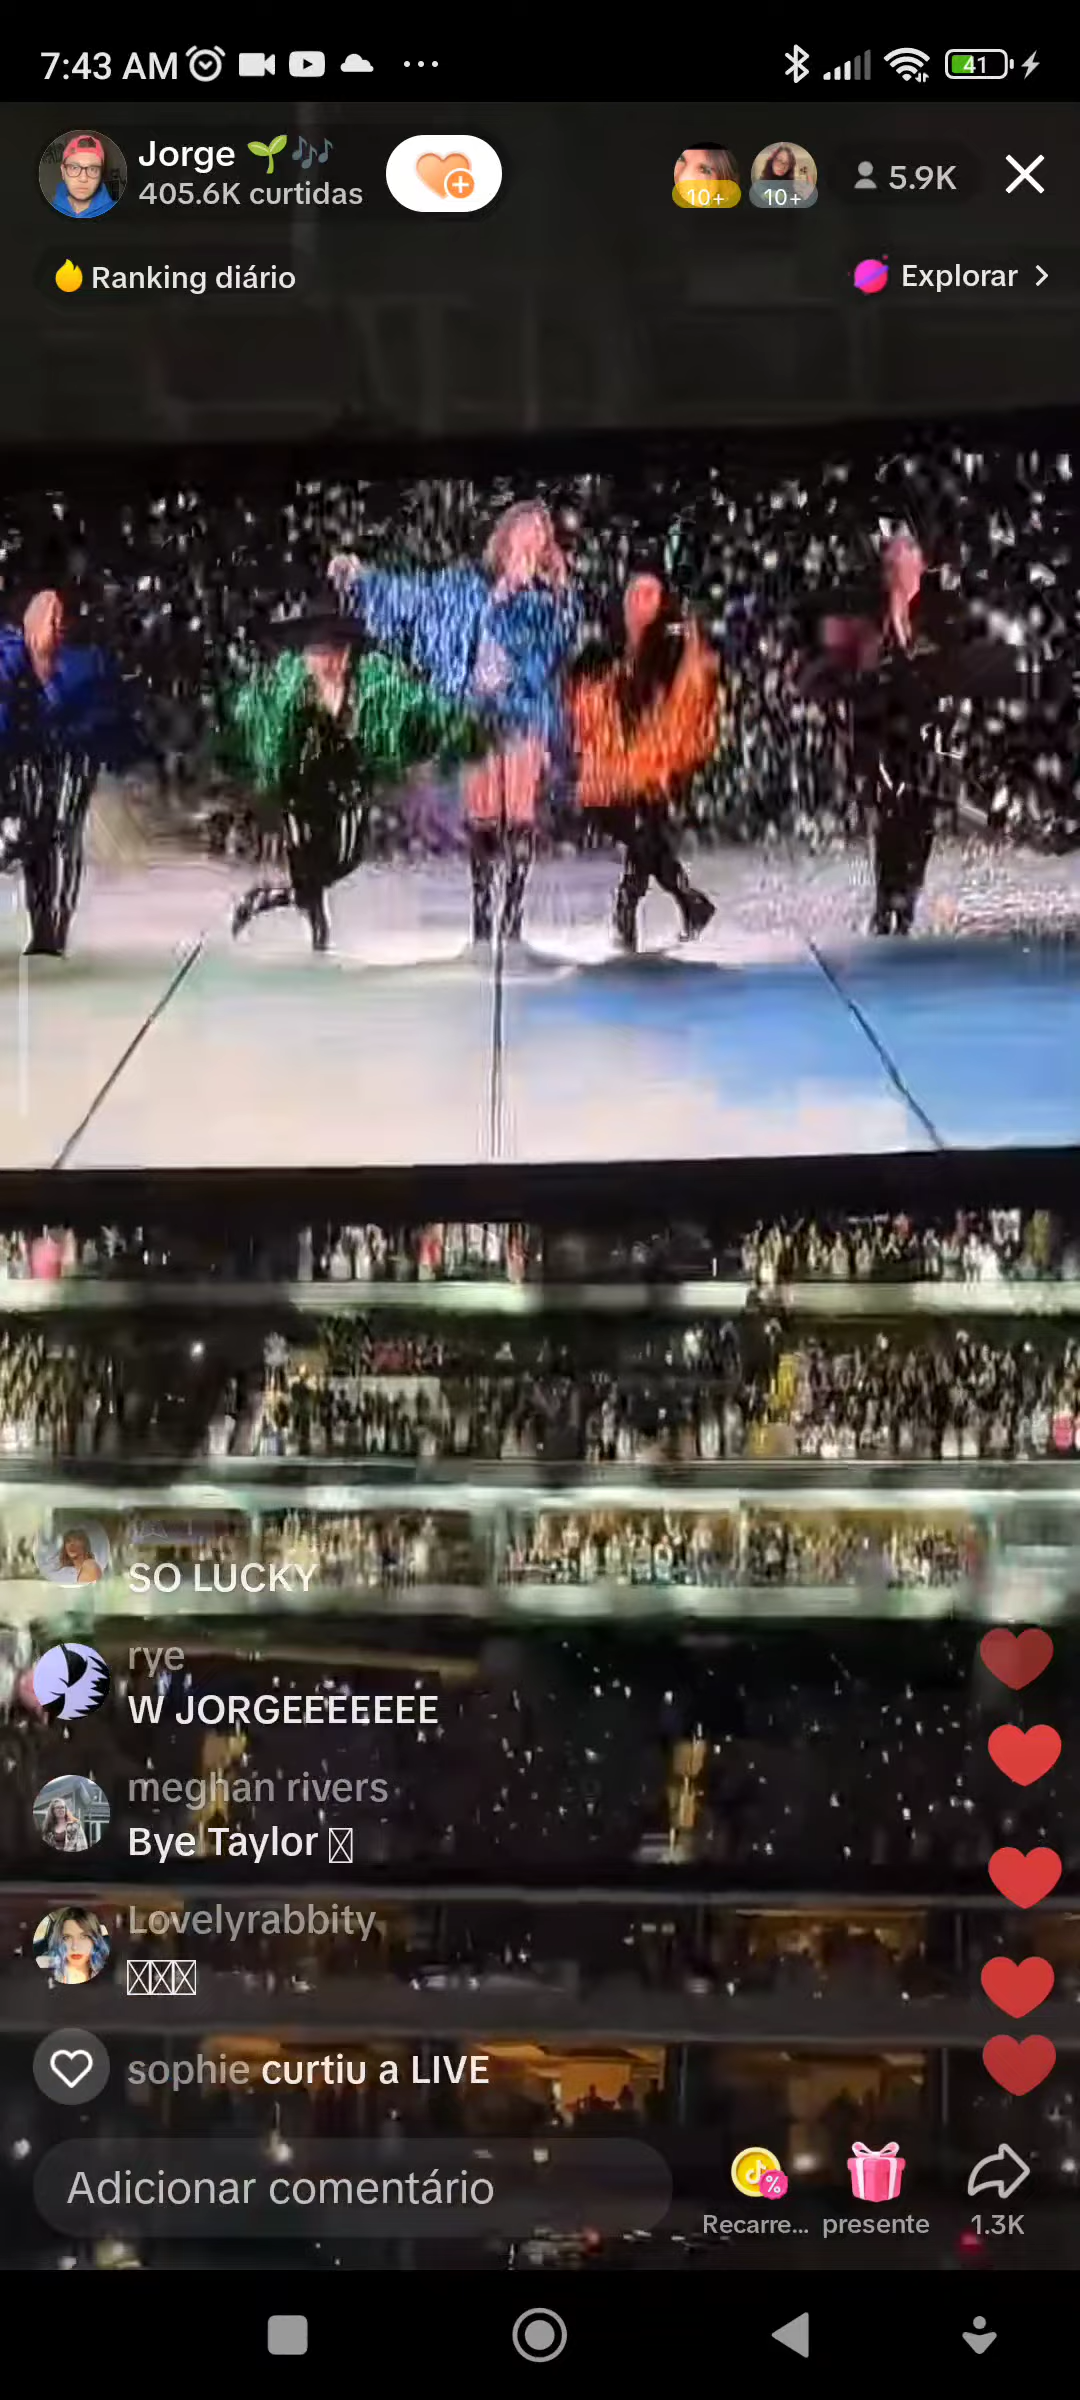 7:43 AM
41
Jorge 🌱🎶
405.6K curtidas
10+
10+
5.9K
Ranking diário
Explorar >
SO LUCKY
rye
W JORGEEEEEEE
meghan rivers
Bye Taylor
Lovelyrabbity
sophie curtiu a LIVE
Adicionar comentário
%
Recarre...
presente
1.3K